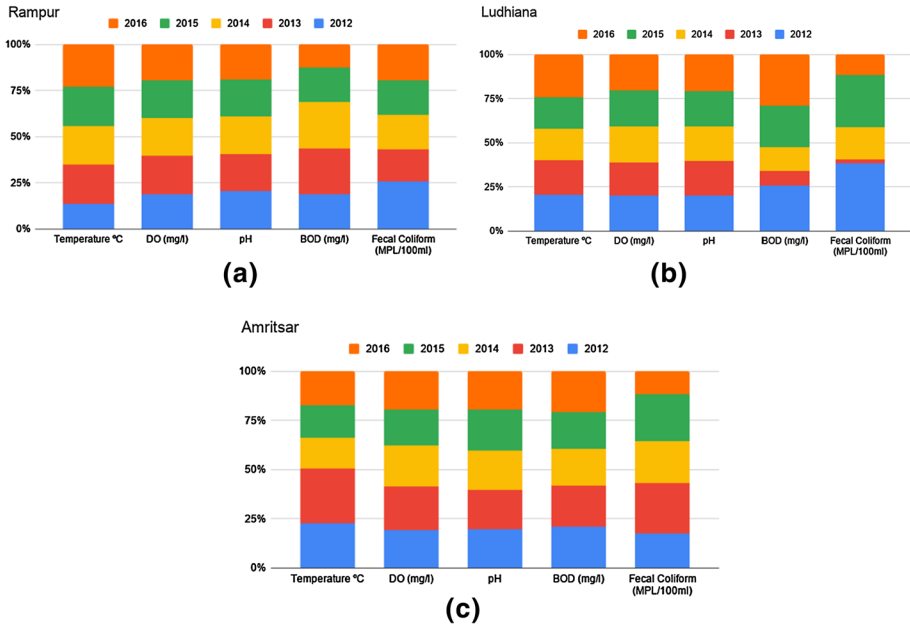 Rampur
2016 2015 2014 2013 2012
100%
75%
50%
25%
0%
Temperature ºC DO (mg/l) pH BOD (mg/l) Fecal Coliform
(MPL/100ml)
(a)
Ludhiana
2016 2015 2014 2013 2012
100%
75%
50%
25%
0%
Temperature ºC DO (mg/l) pH BOD (mg/l) Fecal Coliform
(MPL/100ml)
(b)
Amritsar
2016 2015 2014 2013 2012
100%
75%
50%
25%
0%
Temperature ºC DO (mg/l) pH BOD (mg/l) Fecal Coliform
(MPL/100ml)
(c)